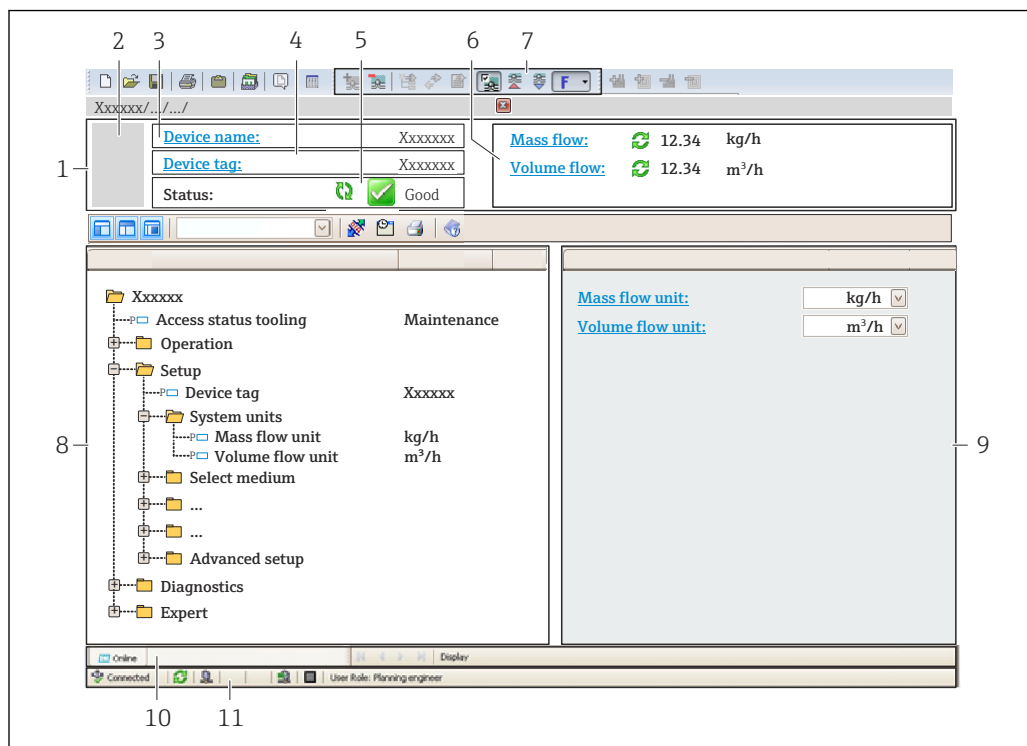 2 3 4 5 6 7
F
Xxxxxx/.../.../
1
Device name: Xxxxxxx
Device tag: Xxxxxxx
Status: Good
Mass flow: 12.34 kg/h
Volume flow: 12.34 m³/h
Xxxxxx
P Access status tooling Maintenance
Operation
Setup
P Device tag Xxxxxx
System units
P Mass flow unit kg/h
P Volume flow unit m³/h
Select medium
...
...
Advanced setup
Diagnostics
Expert
8
Mass flow unit: kg/h
Volume flow unit: m³/h
9
Online Display
Connected User Role: Planning engineer
10 11